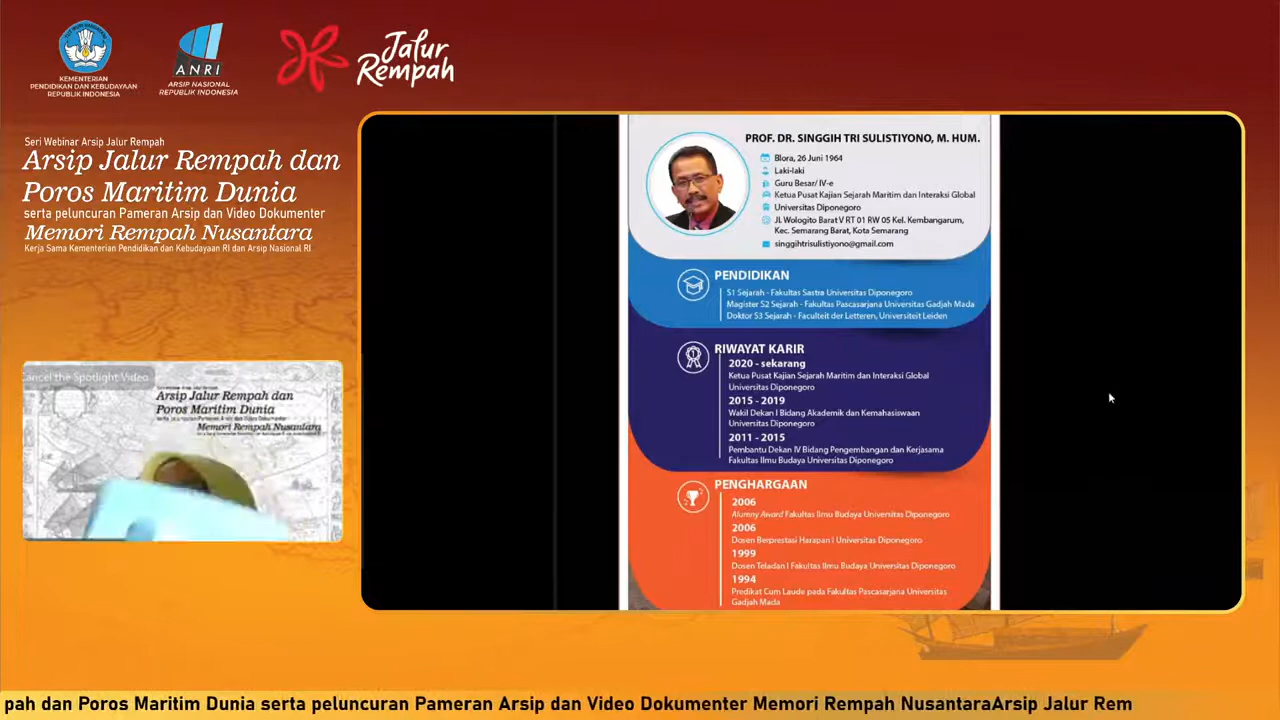 KEMENTERIAN
PENDIDIKAN DAN KEBUDAYAAN
REPUBLIK INDONESIA
ANRI
ARSIP NASIONAL
REPUBLIK INDONESIA
Jalur
Rempah
Seri Webinar Arsip Jalur Rempah
Arsip Jalur Rempah dan
Poros Maritim Dunia
serta peluncuran Pameran Arsip dan Video Dokumenter
Memori Rempah Nusantara
Kerja Sama Kementerian Pendidikan dan Kebudayaan RI dan Arsip Nasional RI
ancel the Spotlight Video
Arsip Jalur Rempah dan
Poros Maritim Dunia
Memori Rempah Nusantara
PROF. DR. SINGGIH TRI SULISTIYONO, M. HUM.
Blora, 26 Juni 1964
Laki-laki
Guru Besar/ IV-e
Ketua Pusat Kajian Sejarah Maritim dan Interaksi Global
Universitas Diponegoro
Jl. Wologito Barat V RT 01 RW 05 Kel. Kembangarum,
Kec. Semarang Barat, Kota Semarang
singgihtrisulistiyono@gmail.com
PENDIDIKAN
S1 Sejarah - Fakultas Sastra Universitas Diponegoro
Magister S2 Sejarah - Fakultas Pascasarjana Universitas Gadjah Mada
Doktor S3 Sejarah - Faculteit der Letteren, Universiteit Leiden
RIWAYAT KARIR
2020 - sekarang
Ketua Pusat Kajian Sejarah Maritim dan Interaksi Global
Universitas Diponegoro
2015 - 2019
Wakil Dekan I Bidang Akademik dan Kemahasiswaan
Universitas Diponegoro
2011 - 2015
Pembantu Dekan IV Bidang Pengembangan dan Kerjasama
Fakultas Ilmu Budaya Universitas Diponegoro
PENGHARGAAN
2006
Alumny Award Fakultas Ilmu Budaya Universitas Diponegoro
2006
Dosen Berprestasi Harapan I Universitas Diponegoro
1999
Dosen Teladan I Fakultas Ilmu Budaya Universitas Diponegoro
1994
Predikat Cum Laude pada Fakultas Pascasarjana Universitas
Gadjah Mada
pah dan Poros Maritim Dunia serta peluncuran Pameran Arsip dan Video Dokumenter Memori Rempah NusantaraArsip Jalur Rem